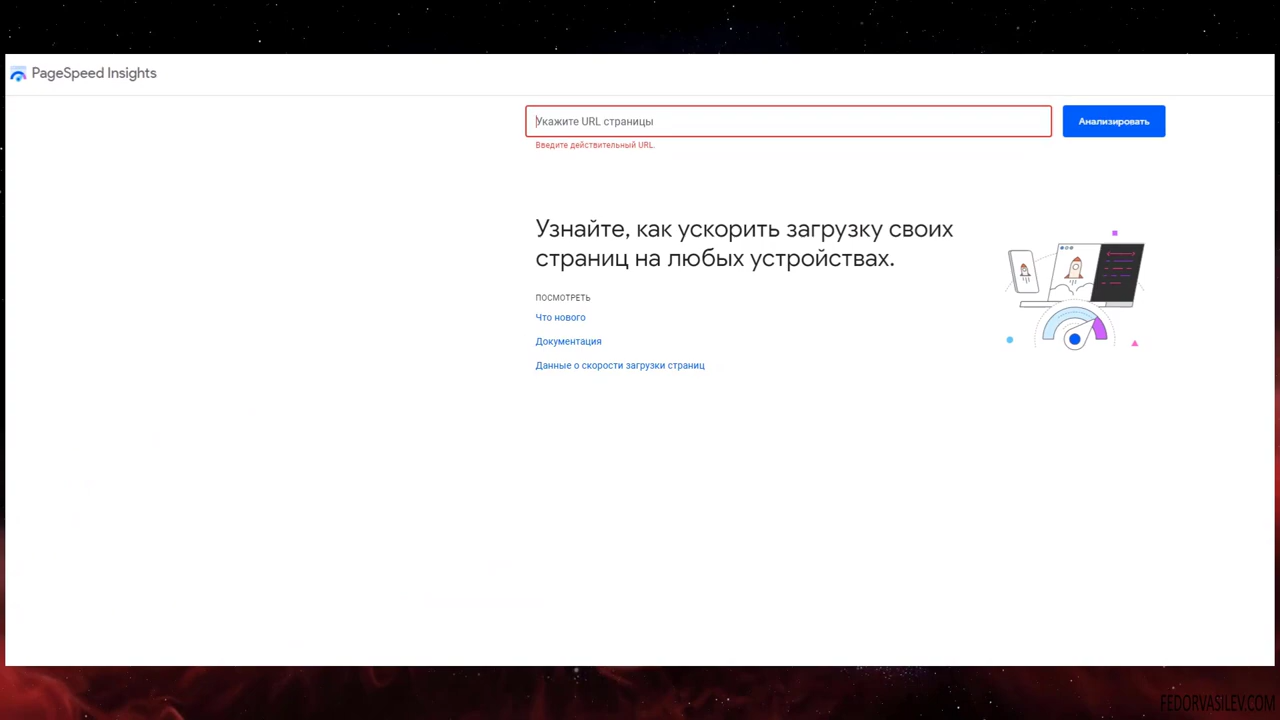 PageSpeed Insights
Укажите URL страницы
Анализировать
Введите действительный URL.
Узнайте, как ускорить загрузку своих
страниц на любых устройствах.
ПОСМОТРЕТЬ
Что нового
Документация
Данные о скорости загрузки страниц
FEDORVASILEV.COM